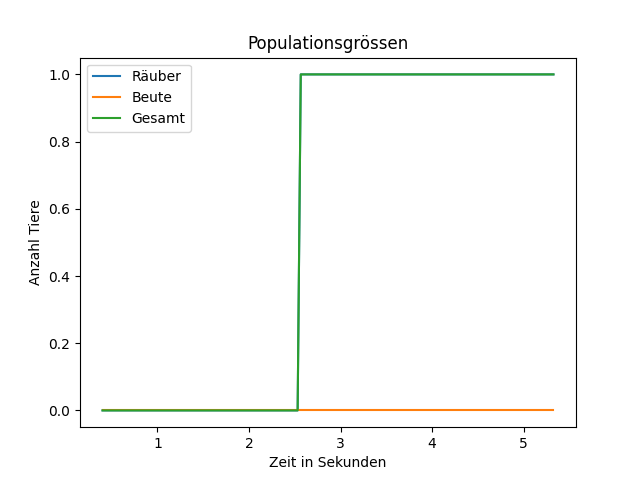 Populationsgrössen
Räuber
Beute
Gesamt
1.0
0.8
0.6
0.4
0.2
0.0
Anzahl Tiere
1 2 3 4 5
Zeit in Sekunden